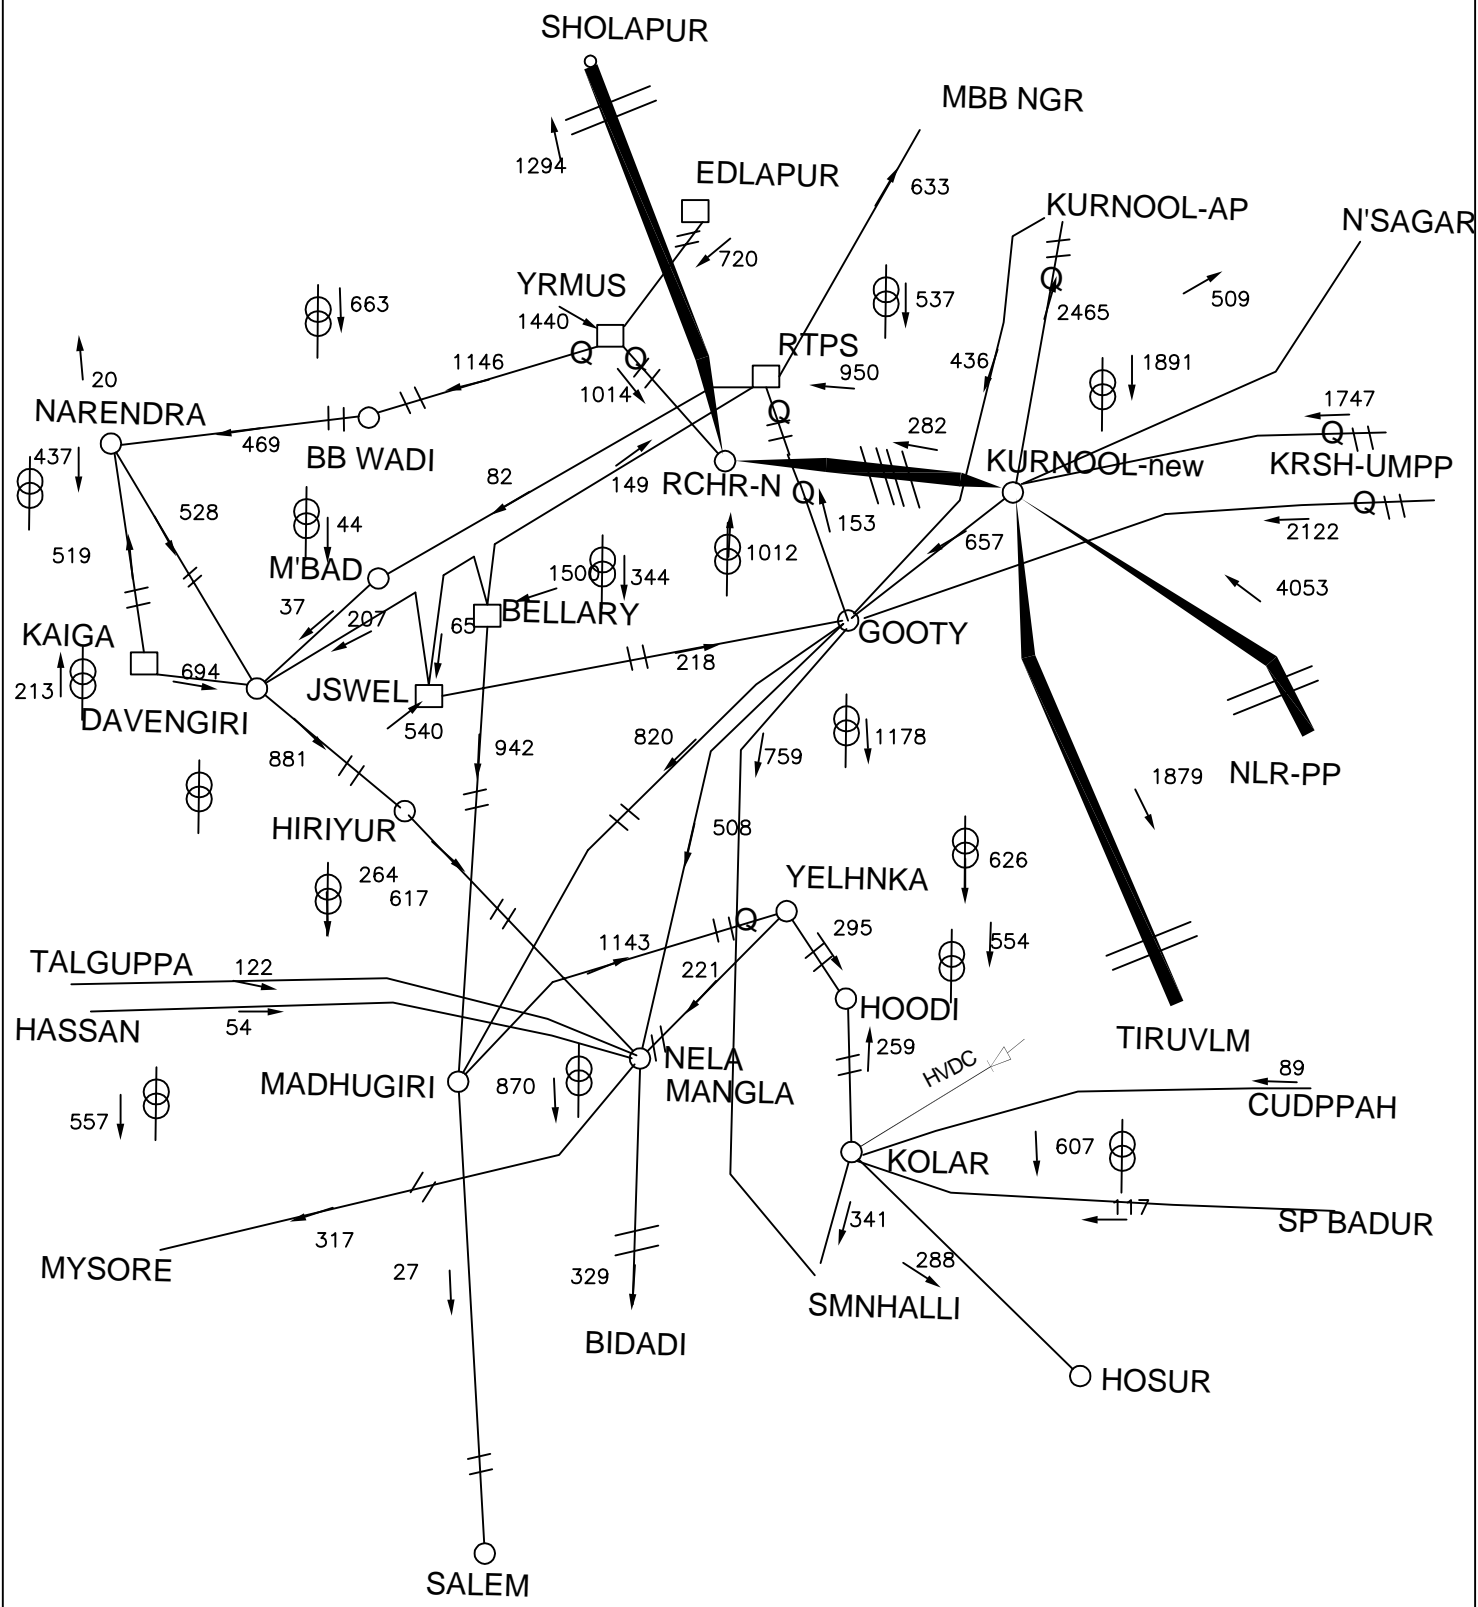 SHOLAPUR
MBB NGR
1294
EDLAPUR
633
KURNOOL-AP
N'SAGAR
720
YRMUS
663
1440
537
2465
509
Q
Q
Q
RTPS
1146
950
436
1891
20
1014
1747
NARENDRA
Q
282
Q
469
437
BB WADI
KURNOOL-new
KRSH-UMPP
82
149
RCHR-N
Q
Q
528
44
153
657
2122
519
M'BAD
1500
344
1012
4053
37
207
65
BELLARY
KAIGA
GOOTY
213
694
JSWEL
218
DAVENGIRI
540
881
942
820
759
1178
1879
NLR-PP
HIRIYUR
508
264
626
617
YELHNKA
Q
295
554
1143
TALGUPPA
122
221
HASSAN
54
HOODI
259
TIRUVLM
NELA
MANGLA
MADHUGIRI
870
HVDC
89
CUDPPAH
557
KOLAR
607
117
317
341
SP BADUR
MYSORE
27
329
288
SMNHALLI
BIDADI
HOSUR
SALEM